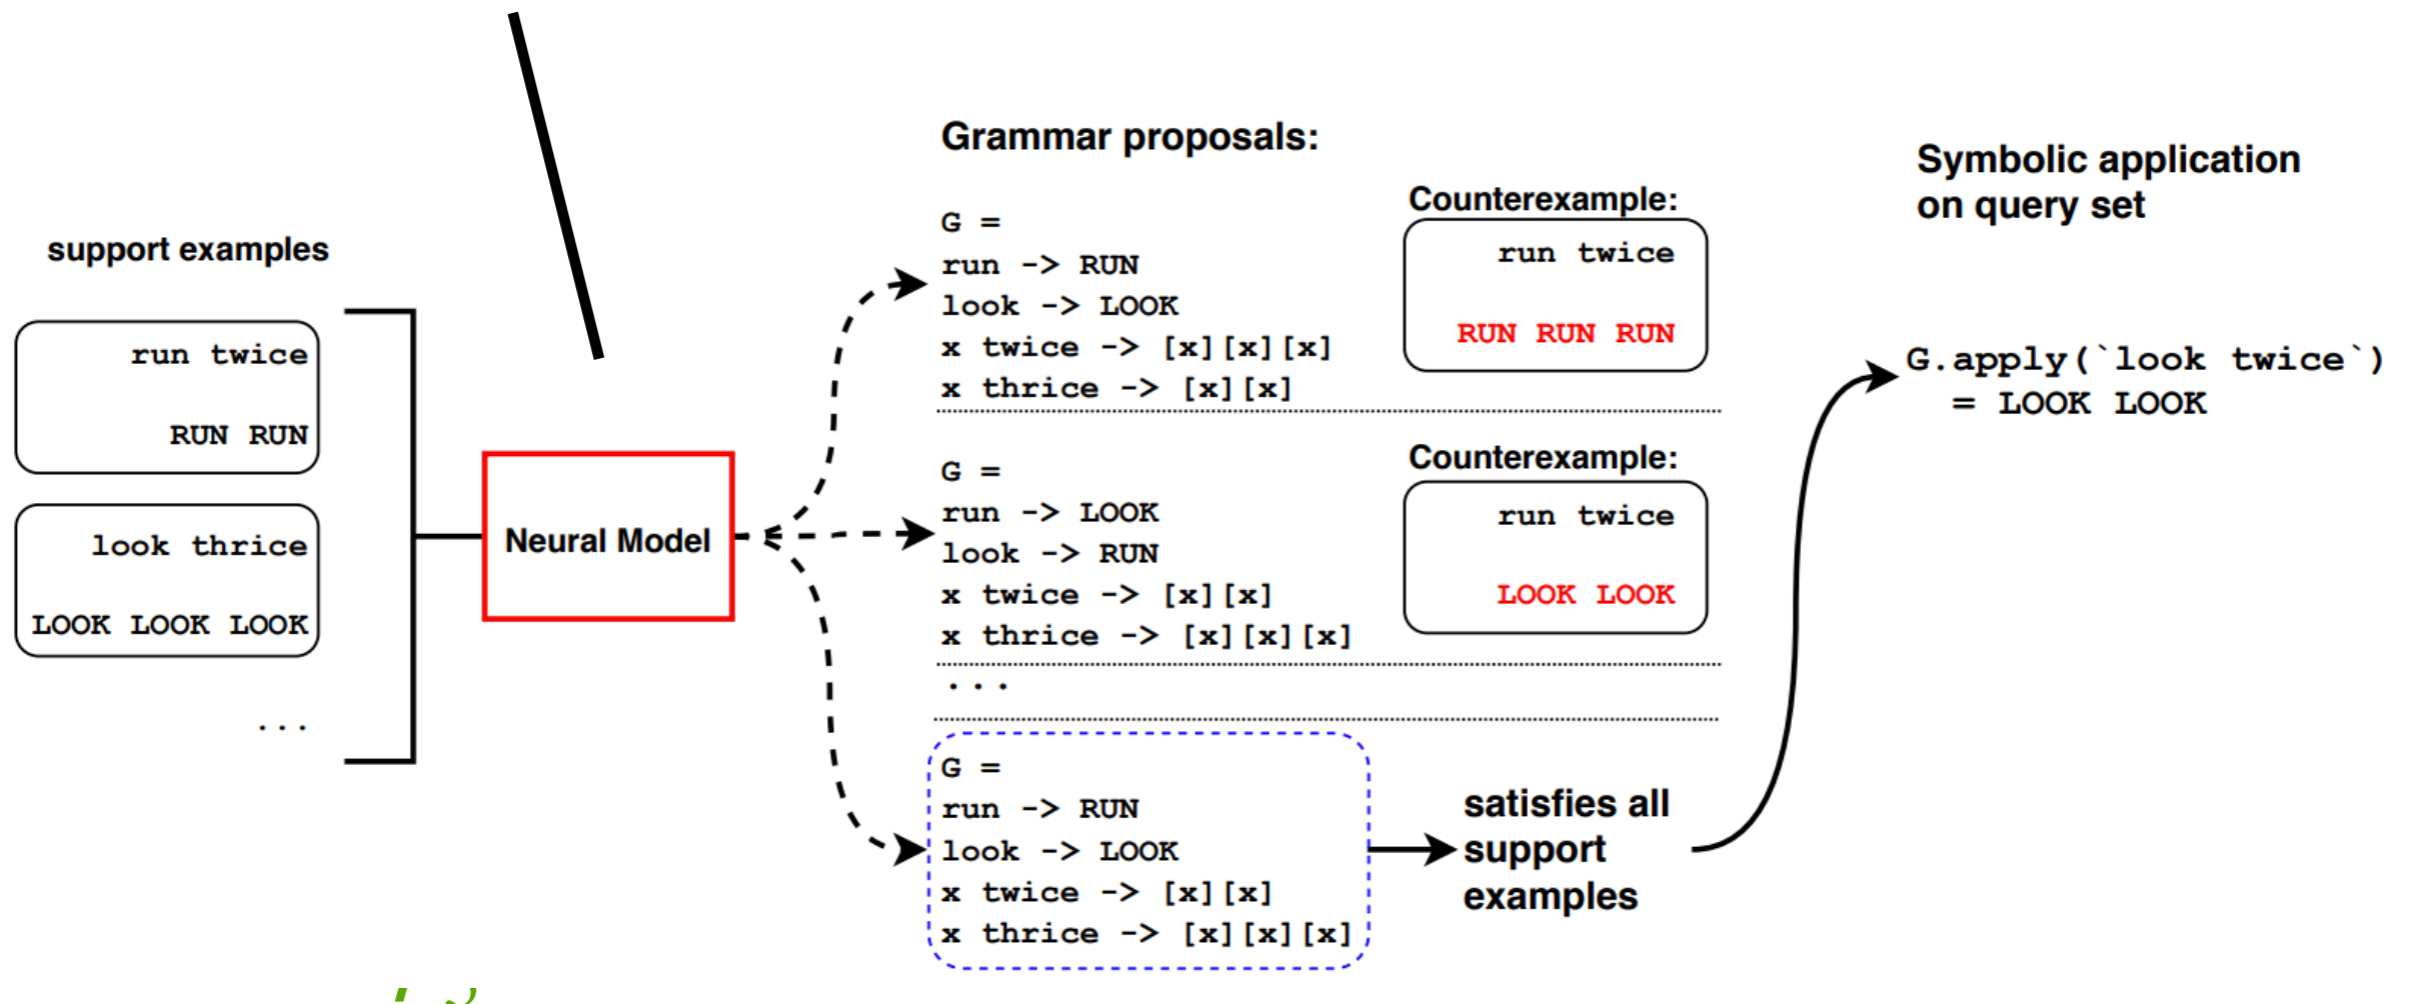 support examples
run twice
RUN RUN
look thrice
LOOK LOOK LOOK
...
Neural Model
Grammar proposals:
G =
run -> RUN
look -> LOOK
x twice -> [x][x][x]
x thrice -> [x][x]
Counterexample:
run twice
RUN RUN RUN
G =
run -> LOOK
look -> RUN
x twice -> [x][x]
x thrice -> [x][x][x]
Counterexample:
run twice
LOOK LOOK
...
G =
run -> RUN
look -> LOOK
x twice -> [x][x]
x thrice -> [x][x][x]
satisfies all
support
examples
Symbolic application
on query set
G.apply(`look twice`)
= LOOK LOOK